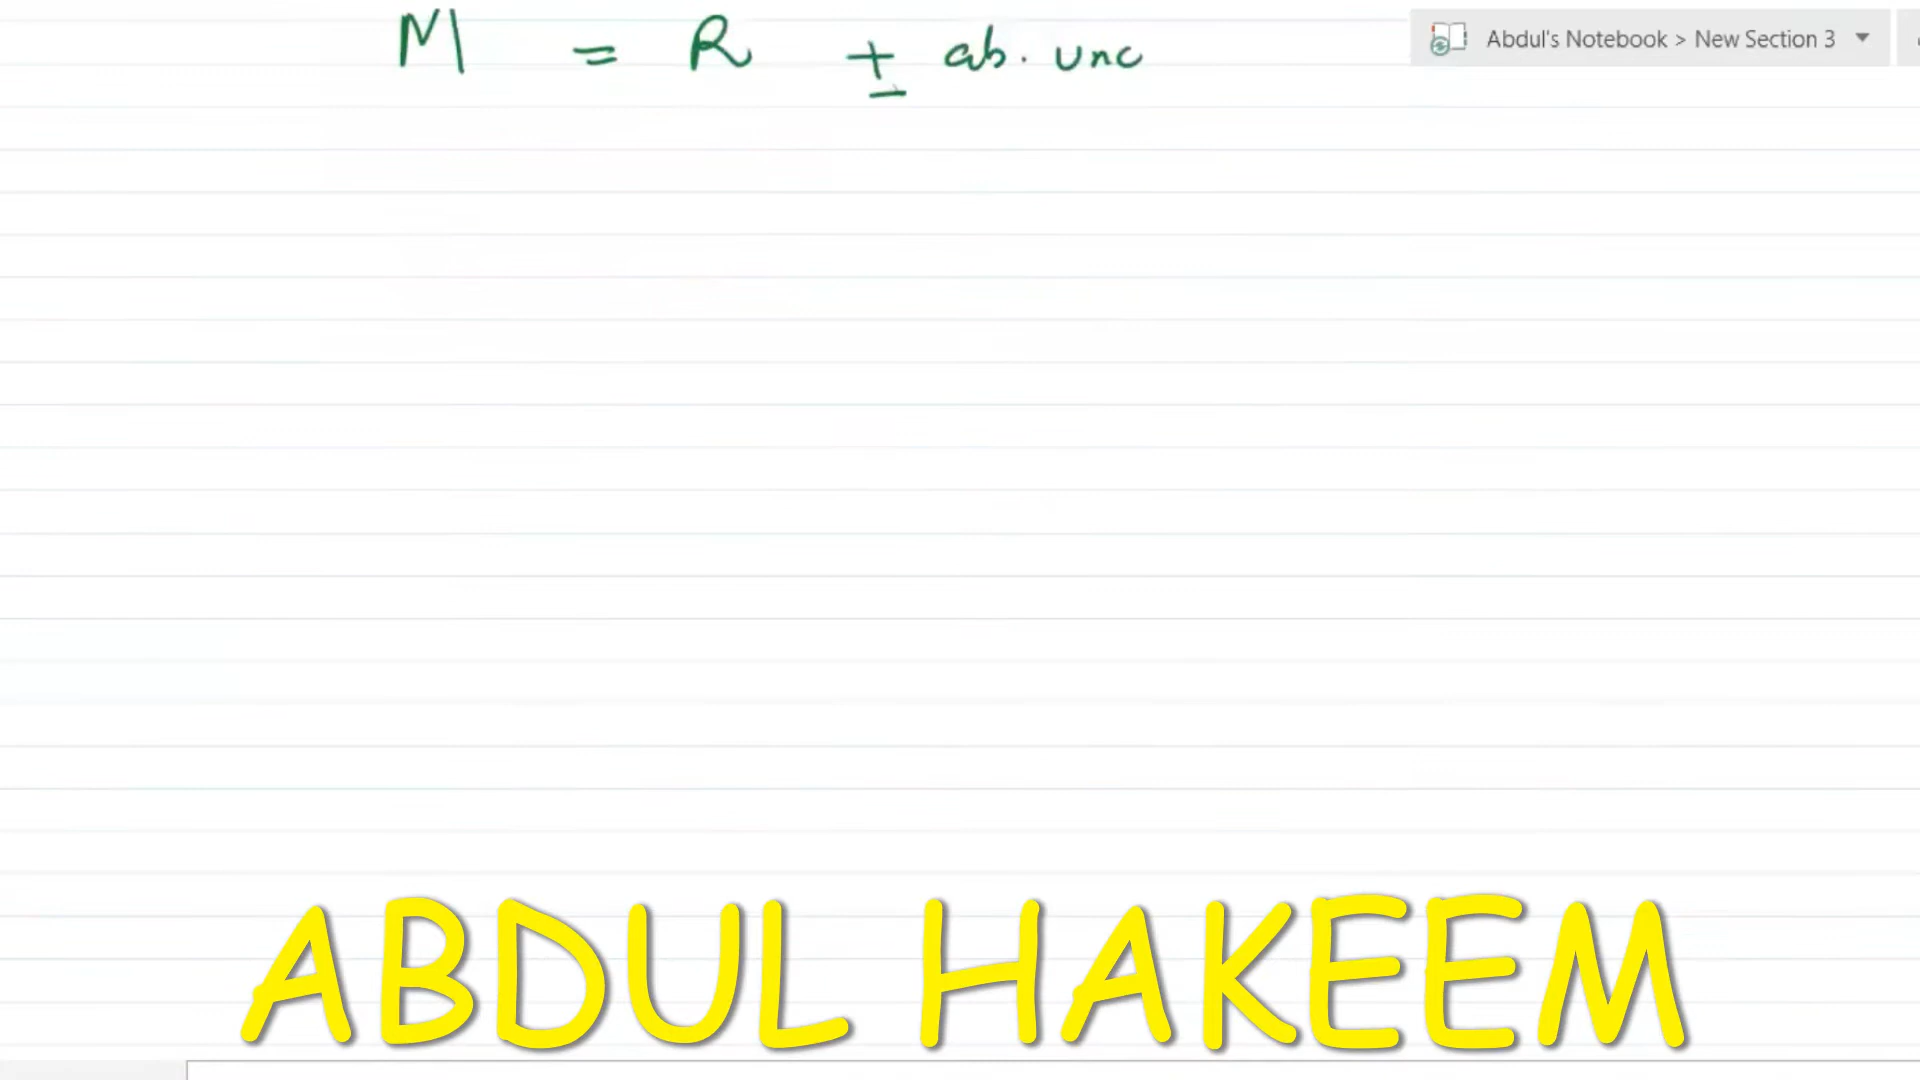 M = R ± ab. unc
Abdul's Notebook > New Section 3
ABDUL HAKEEM